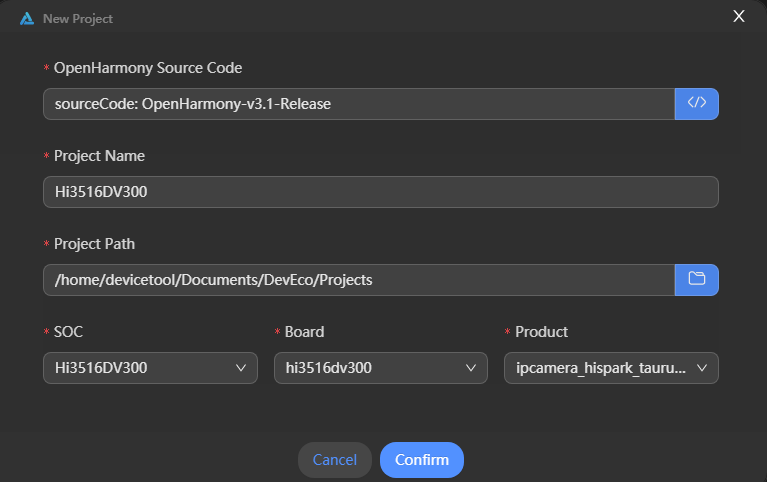 New Project
X
* OpenHarmony Source Code
sourceCode: OpenHarmony-v3.1-Release
</>
* Project Name
Hi3516DV300
* Project Path
/home/devicetool/Documents/DevEco/Projects
* SOC * Board * Product
Hi3516DV300 hi3516dv300 ipcamera_hispark_tauru...
Cancel Confirm